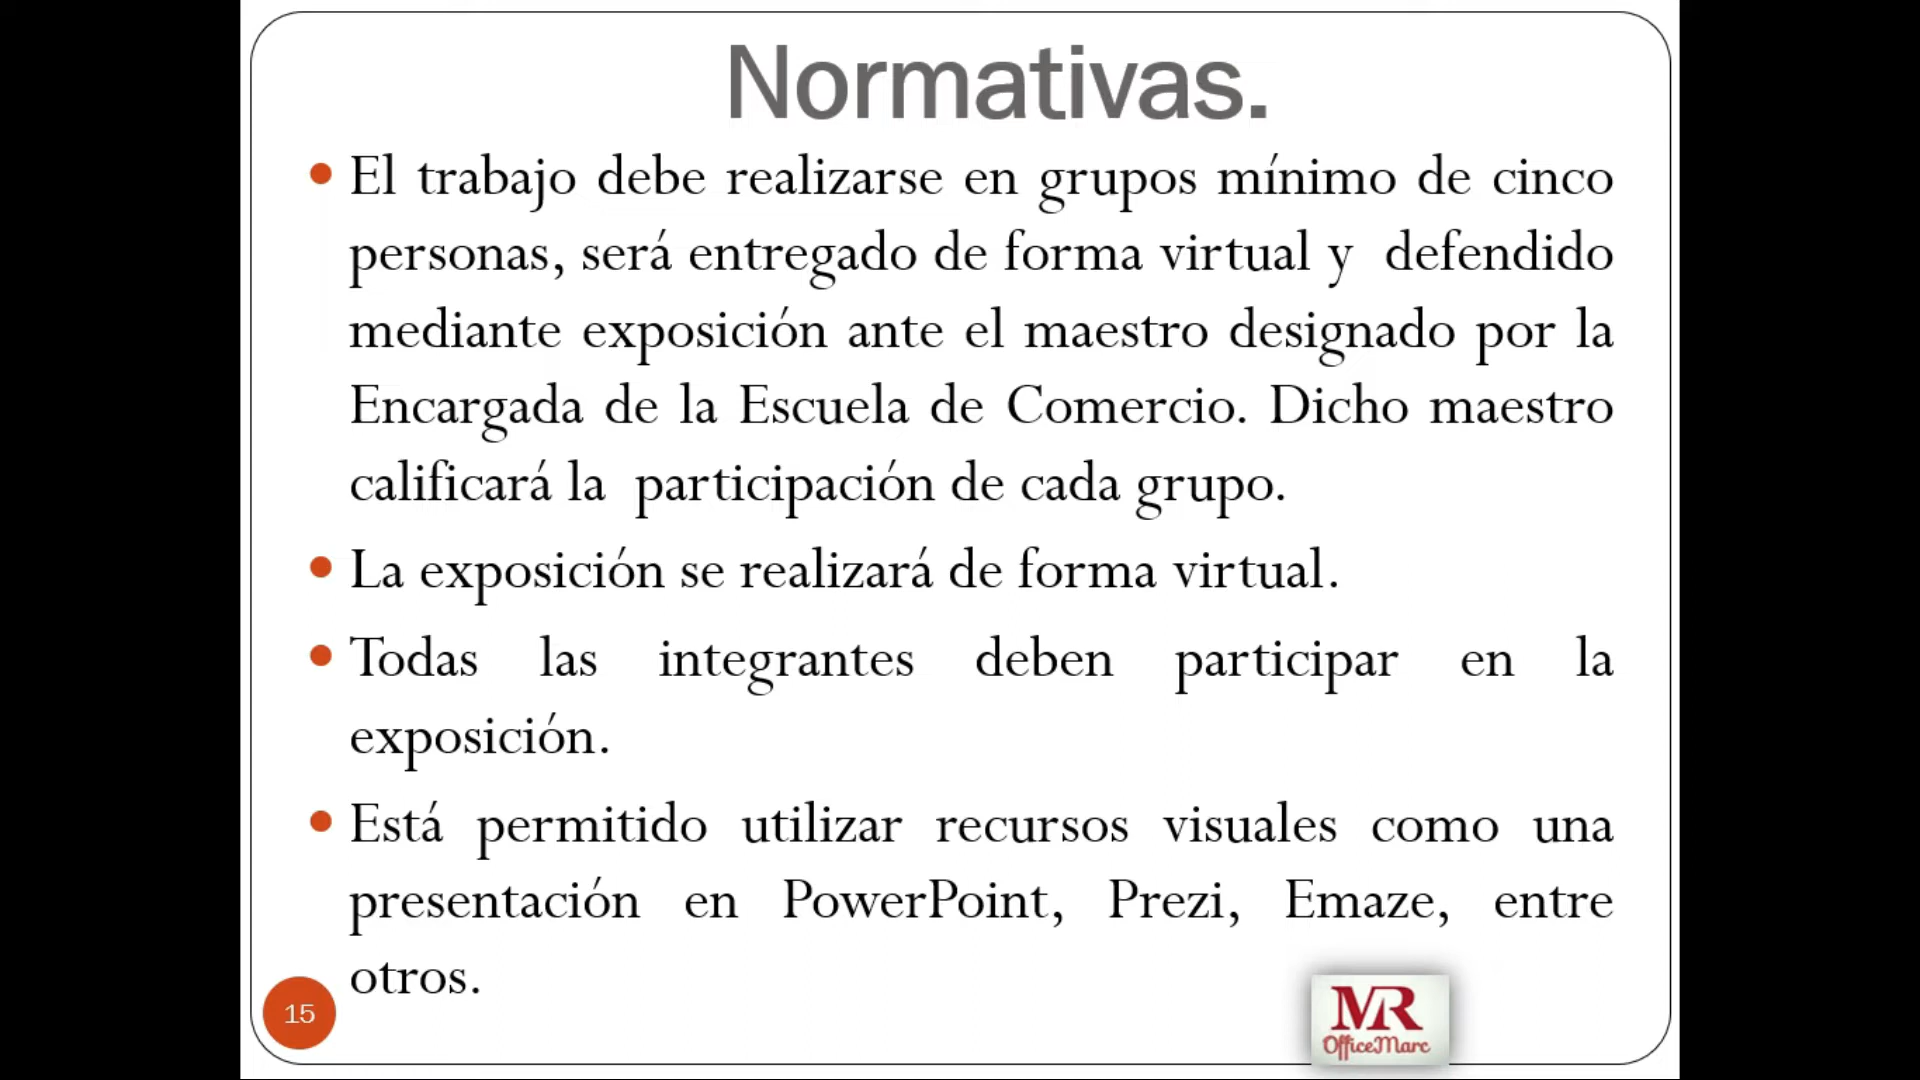 Normativas.
El trabajo debe realizarse en grupos mínimo de cinco
personas, será entregado de forma virtual y defendido
mediante exposición ante el maestro designado por la
Encargada de la Escuela de Comercio. Dicho maestro
calificará la participación de cada grupo.
La exposición se realizará de forma virtual.
Todas las integrantes deben participar en la
exposición.
Está permitido utilizar recursos visuales como una
presentación en PowerPoint, Prezi, Emaze, entre
otros.
15
MR
OfficeMarc